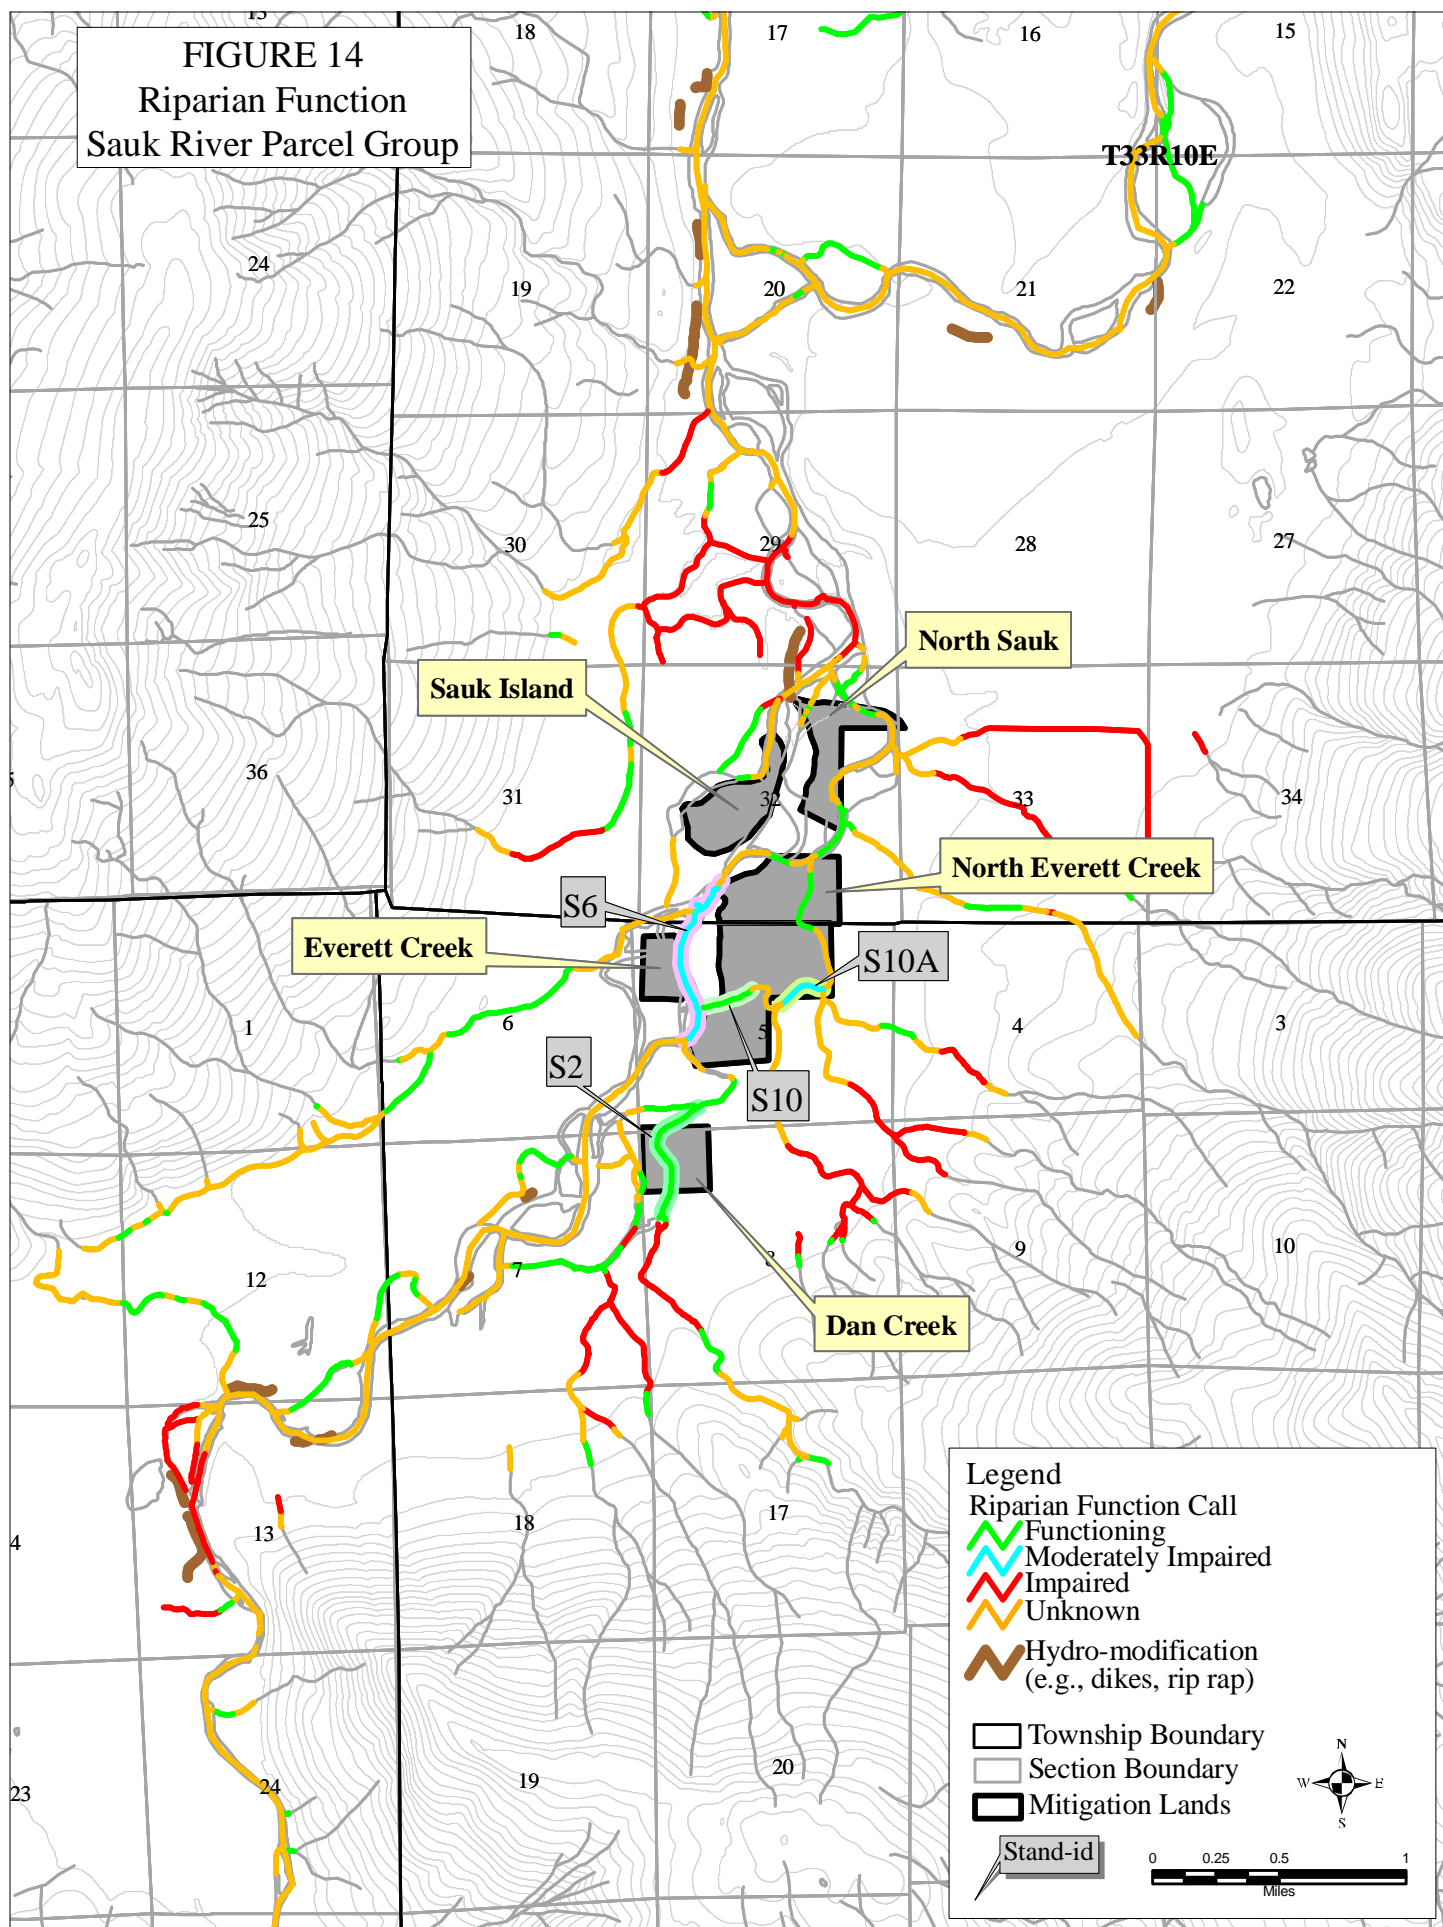 FIGURE 14
Riparian Function
Sauk River Parcel Group
18
17
16
15
T33R10E
24
19
20
21
22
25
30
29
28
27
North Sauk
Sauk Island
36
31
32
33
34
North Everett Creek
S6
Everett Creek
S10A
1
6
5
4
3
S2
S10
12
7
8
9
10
Dan Creek
4
13
18
17
23
24
19
20
Legend
Riparian Function Call
Functioning
Moderately Impaired
Impaired
Unknown
Hydro-modification
(e.g., dikes, rip rap)
Township Boundary
Section Boundary
Mitigation Lands
Stand-id
N
W E
S
0 0.25 0.5 1
Miles